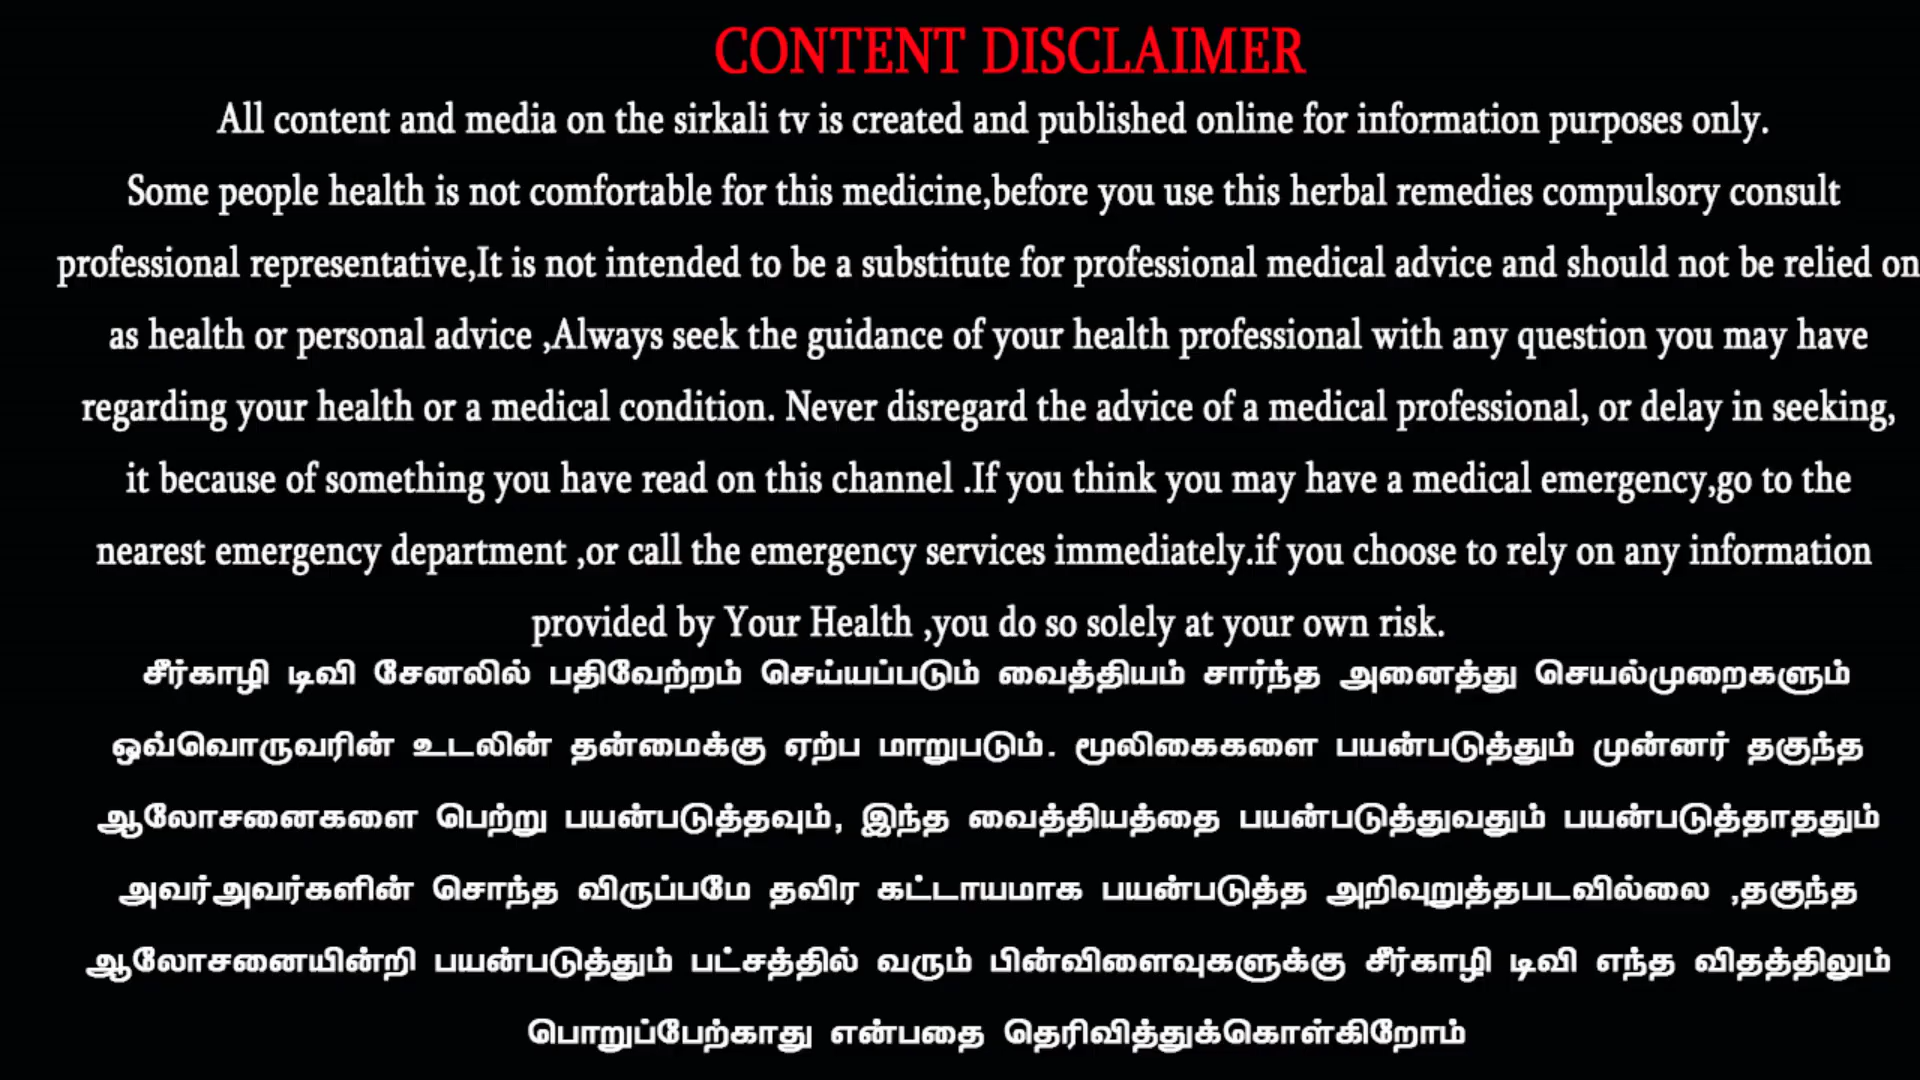 CONTENT DISCLAIMER
All content and media on the sirkali tv is created and published online for information purposes only.
Some people health is not comfortable for this medicine,before you use this herbal remedies compulsory consult
professional representative,It is not intended to be a substitute for professional medical advice and should not be relied on
as health or personal advice ,Always seek the guidance of your health professional with any question you may have
regarding your health or a medical condition. Never disregard the advice of a medical professional, or delay in seeking,
it because of something you have read on this channel .If you think you may have a medical emergency,go to the
nearest emergency department ,or call the emergency services immediately.if you choose to rely on any information
provided by Your Health ,you do so solely at your own risk.
சீர்காழி டிவி சேனலில் பதிவேற்றம் செய்யப்படும் வைத்தியம் சார்ந்த அனைத்து செயல்முறைகளும்
ஒவ்வொருவரின் உடலின் தன்மைக்கு ஏற்ப மாறுபடும். மூலிகைகளை பயன்படுத்தும் முன்னர் தகுந்த
ஆலோசனைகளை பெற்று பயன்படுத்தவும், இந்த வைத்தியத்தை பயன்படுத்துவதும் பயன்படுத்தாததும்
அவர்அவர்களின் சொந்த விருப்பமே தவிர கட்டாயமாக பயன்படுத்த அறிவுறுத்தபடவில்லை ,தகுந்த
ஆலோசனையின்றி பயன்படுத்தும் பட்சத்தில் வரும் பின்விளைவுகளுக்கு சீர்காழி டிவி எந்த விதத்திலும்
பொறுப்பேற்காது என்பதை தெரிவித்துக்கொள்கிறோம்